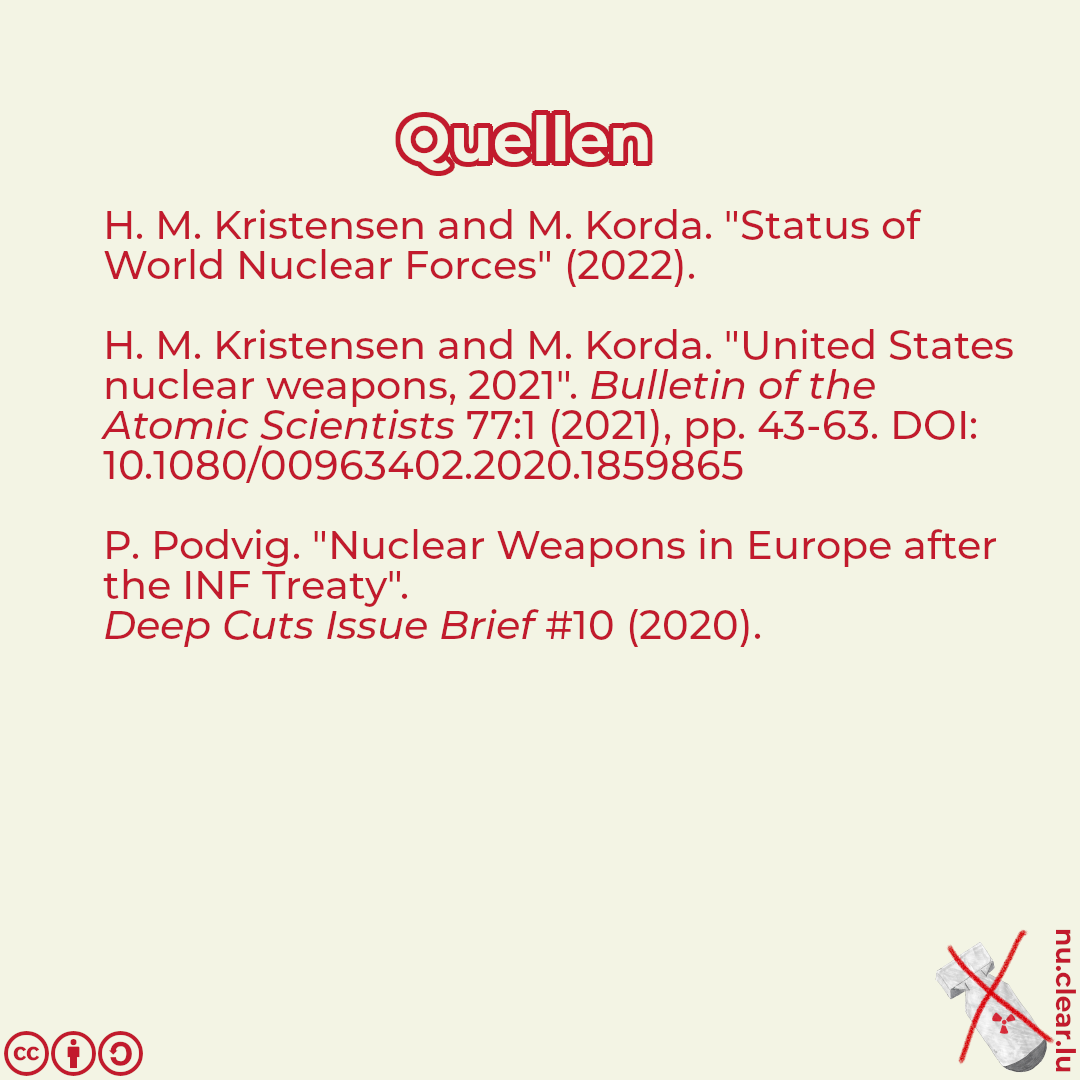 Quellen
H. M. Kristensen and M. Korda. "Status of
World Nuclear Forces" (2022).
H. M. Kristensen and M. Korda. "United States
nuclear weapons, 2021". Bulletin of the
Atomic Scientists 77:1 (2021), pp. 43-63. DOI:
10.1080/00963402.2020.1859865
P. Podvig. "Nuclear Weapons in Europe after
the INF Treaty".
Deep Cuts Issue Brief #10 (2020).
nu.clear.lu
cc